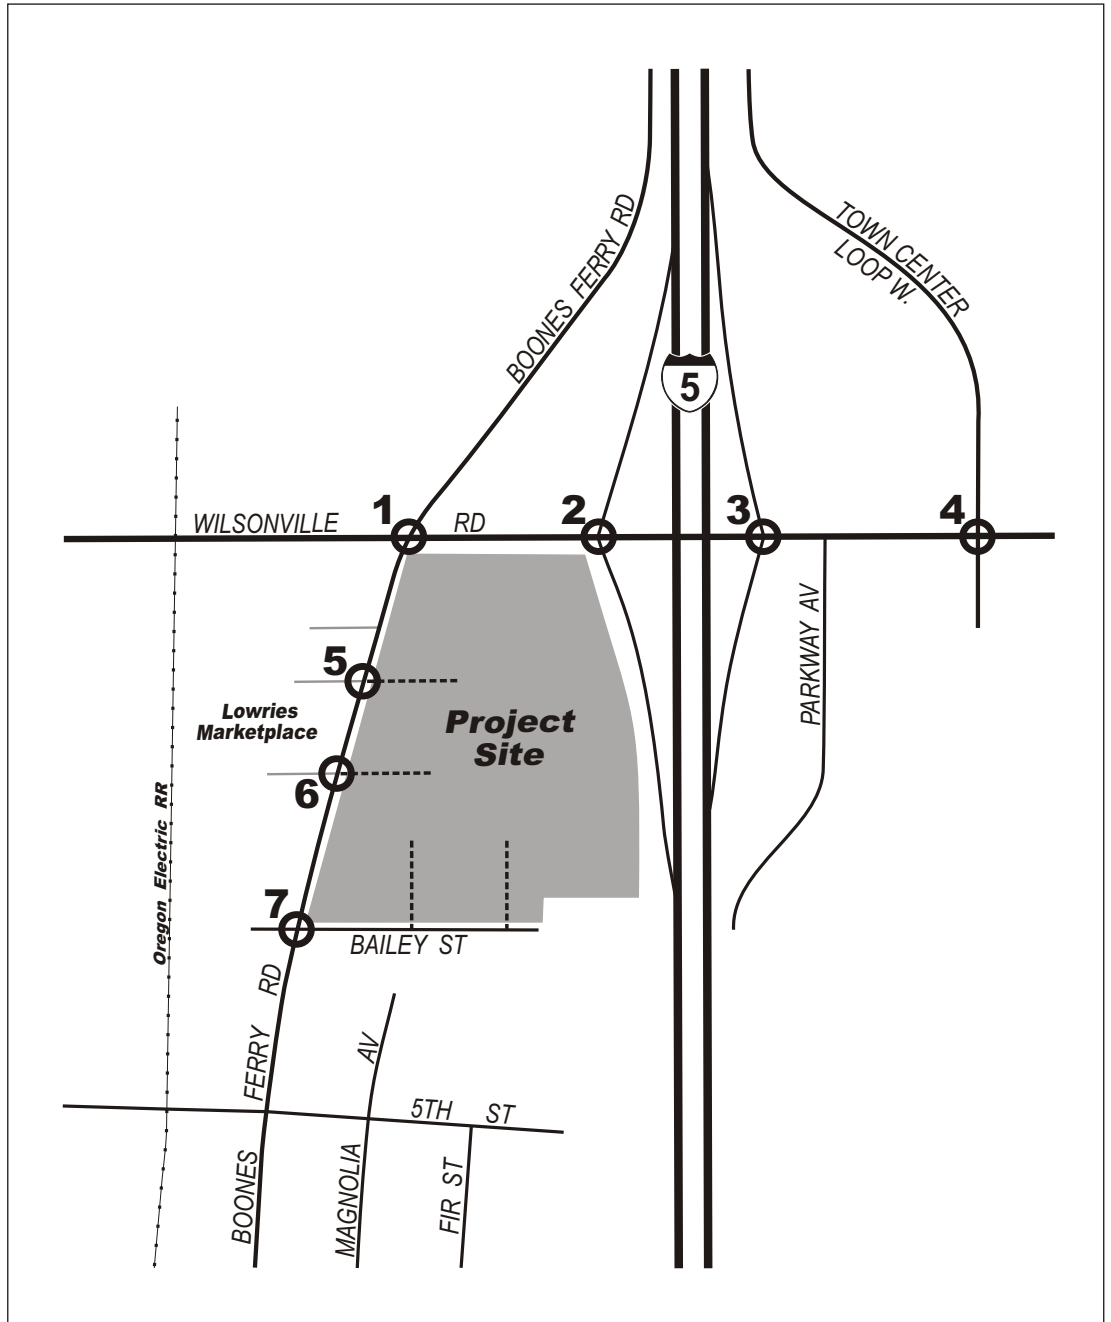 BOONES FERRY RD
TOWN CENTER
LOOP W.
5
WILSONVILLE RD
1
2
3
4
PARKWAY AV
5
Lowries
Marketplace
Project
Site
6
Oregon Electric RR
7
BAILEY ST
BOONES FERRY RD
MAGNOLIA AV
5TH ST
FIR ST